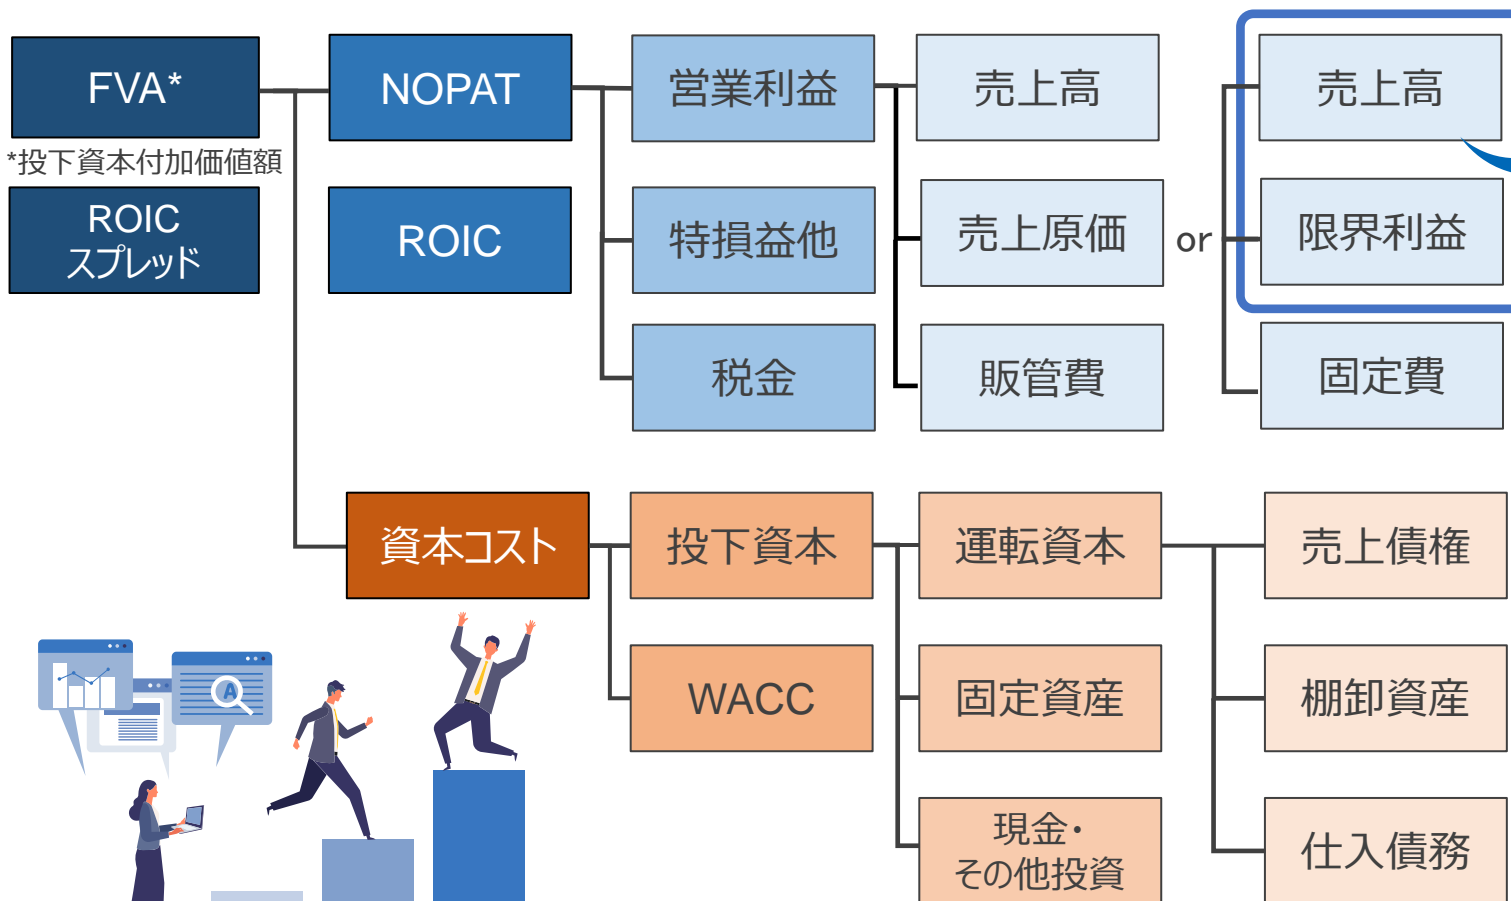 FVA*
*投下資本付加価値額
ROIC
スプレッド
NOPAT
ROIC
営業利益
特損益他
税金
売上高
売上原価
販管費
or
売上高
限界利益
固定費
資本コスト
投下資本
WACC
運転資本
固定資産
現金・
その他投資
売上債権
棚卸資産
仕入債務
A